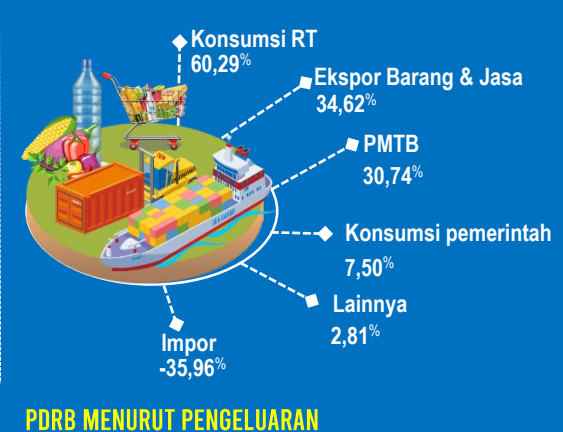 Konsumsi RT
60,29%
Ekspor Barang & Jasa
34,62%
PMTB
30,74%
Konsumsi pemerintah
7,50%
Lainnya
2,81%
Impor
-35,96%
PDRB MENURUT PENGELUARAN